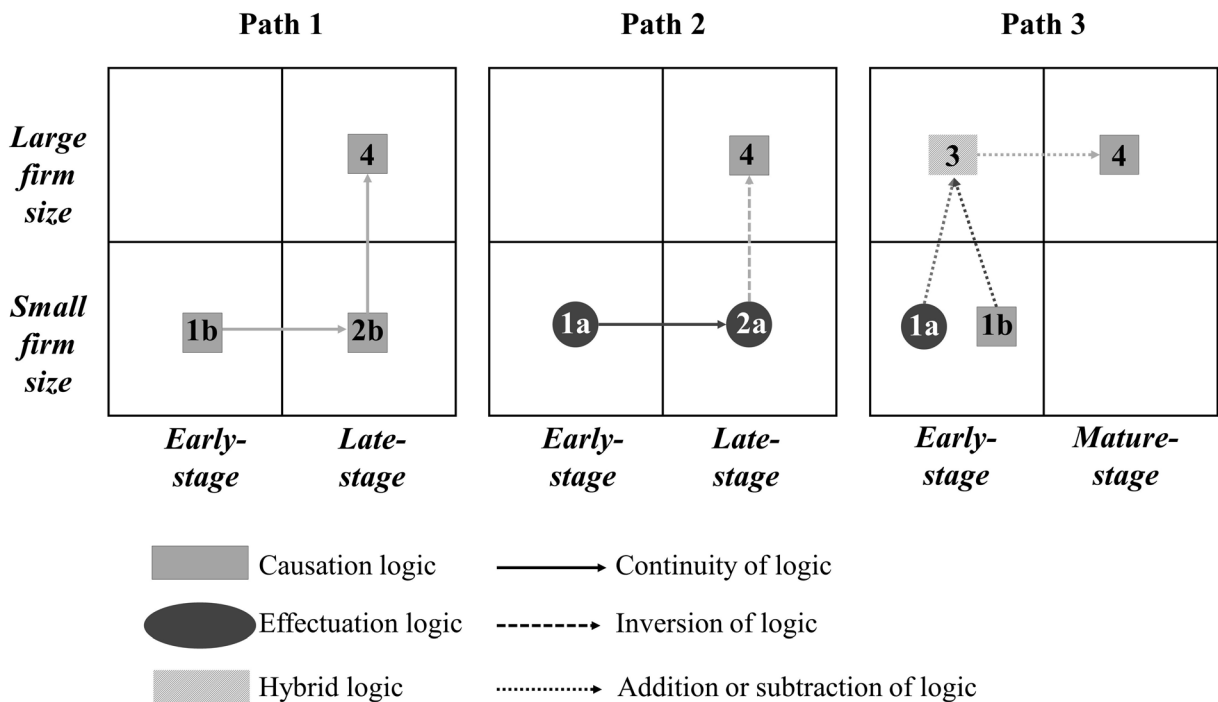 Path 1
Path 2
Path 3
Large
firm
size
4
4
3
4
Small
firm
size
1b
2b
1a
2a
1a
1b
Early-
stage
Late-
stage
Early-
stage
Late-
stage
Early-
stage
Mature-
stage
Causation logic
Continuity of logic
Effectuation logic
Inversion of logic
Hybrid logic
Addition or subtraction of logic